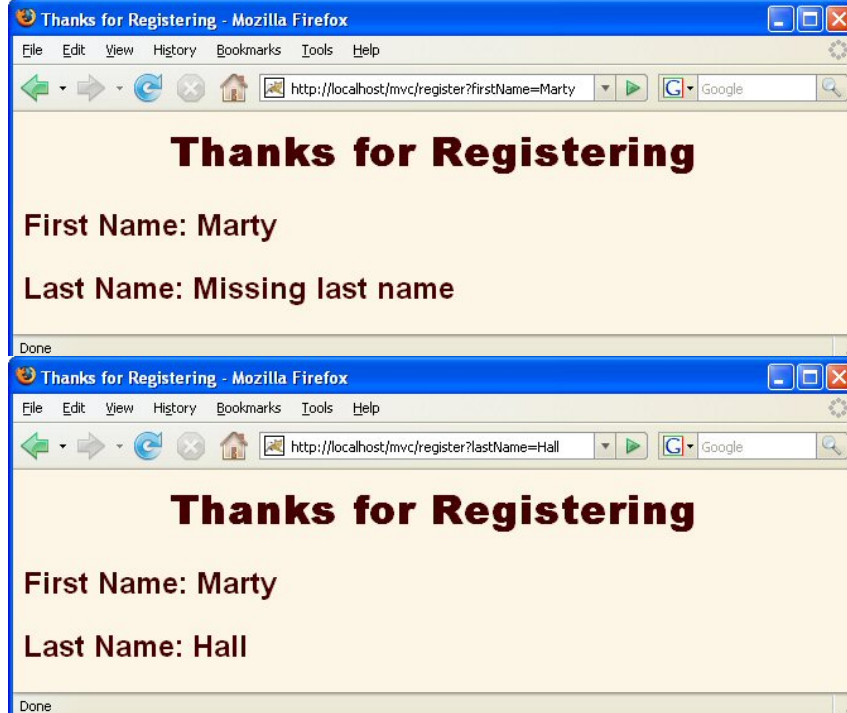 Thanks for Registering - Mozilla Firefox
File Edit View History Bookmarks Tools Help
http://localhost/mvc/register?firstName=Marty G Google
Thanks for Registering
First Name: Marty
Last Name: Missing last name
Done
Thanks for Registering - Mozilla Firefox
File Edit View History Bookmarks Tools Help
http://localhost/mvc/register?lastName=Hall G Google
Thanks for Registering
First Name: Marty
Last Name: Hall
Done